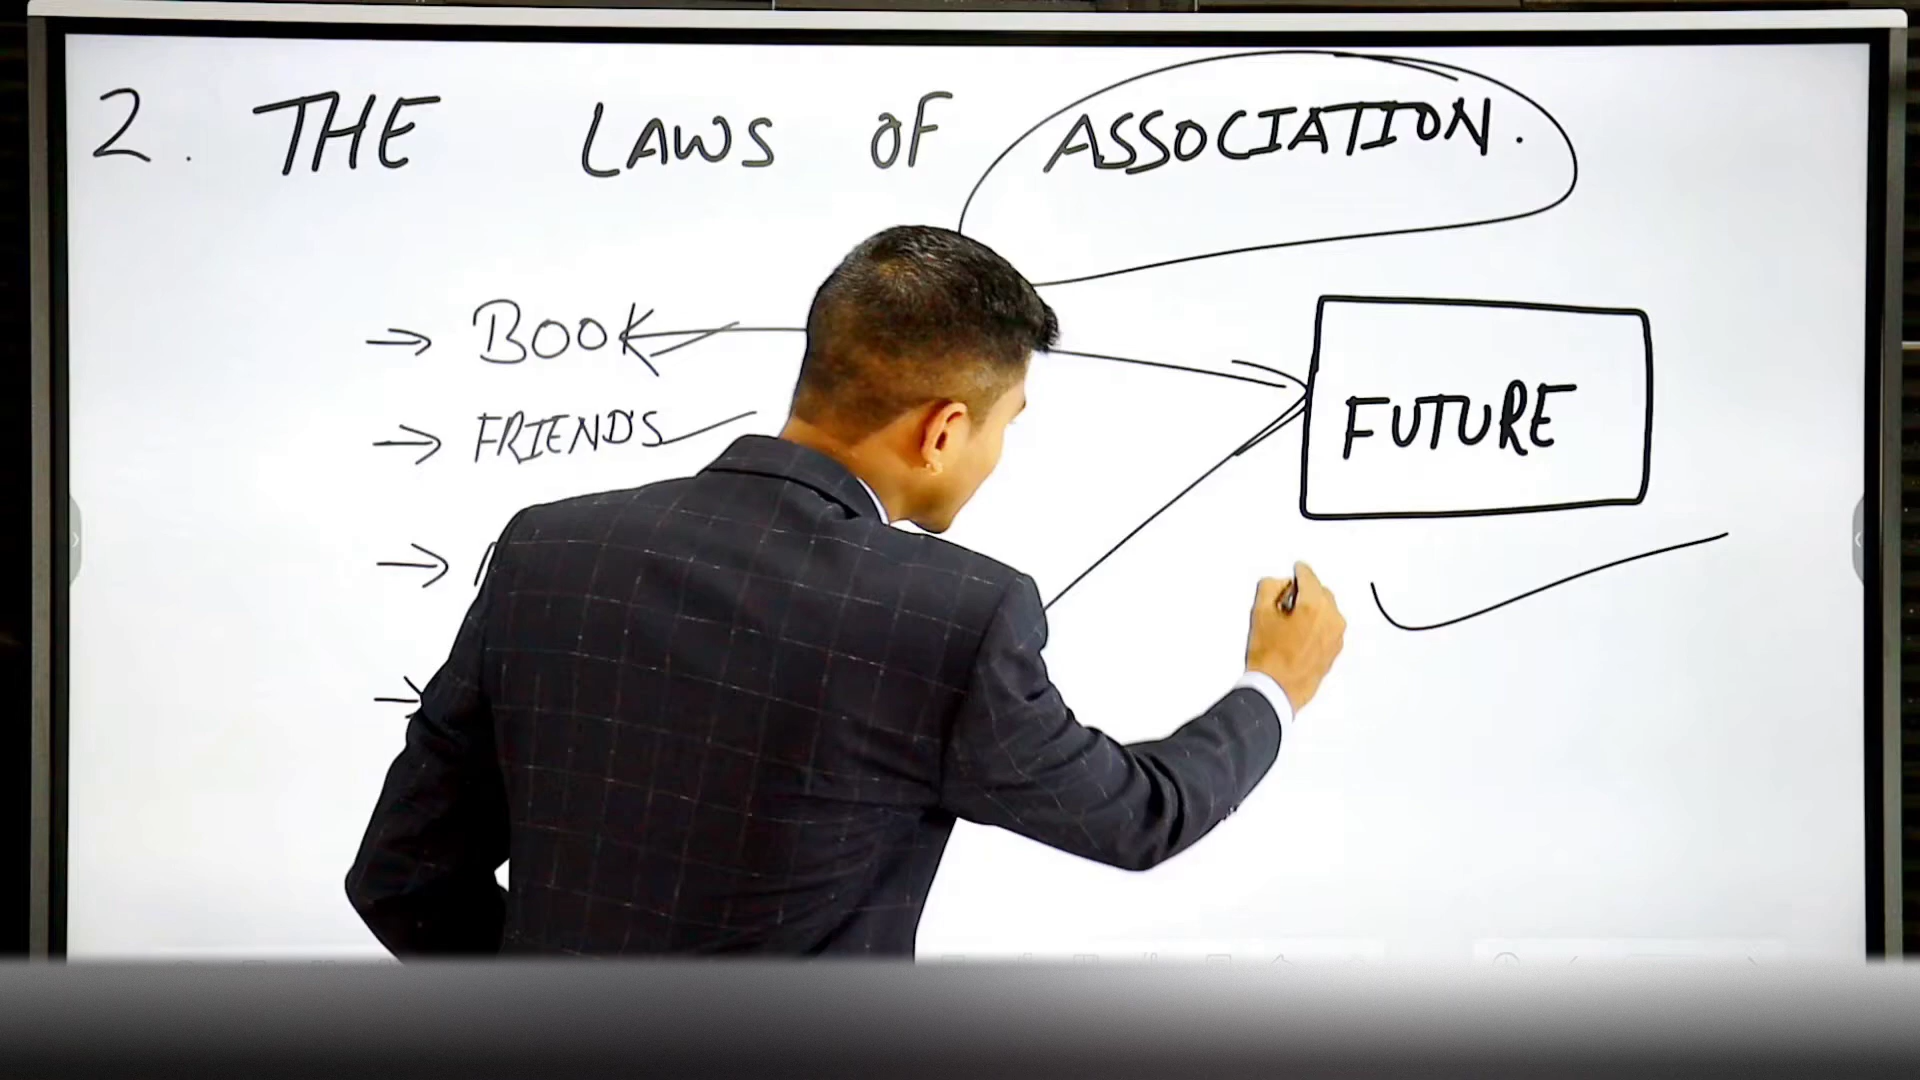 2. THE LAWS OF ASSOCIATION.
→ BOOK
→ FRIENDS
→
→
FUTURE